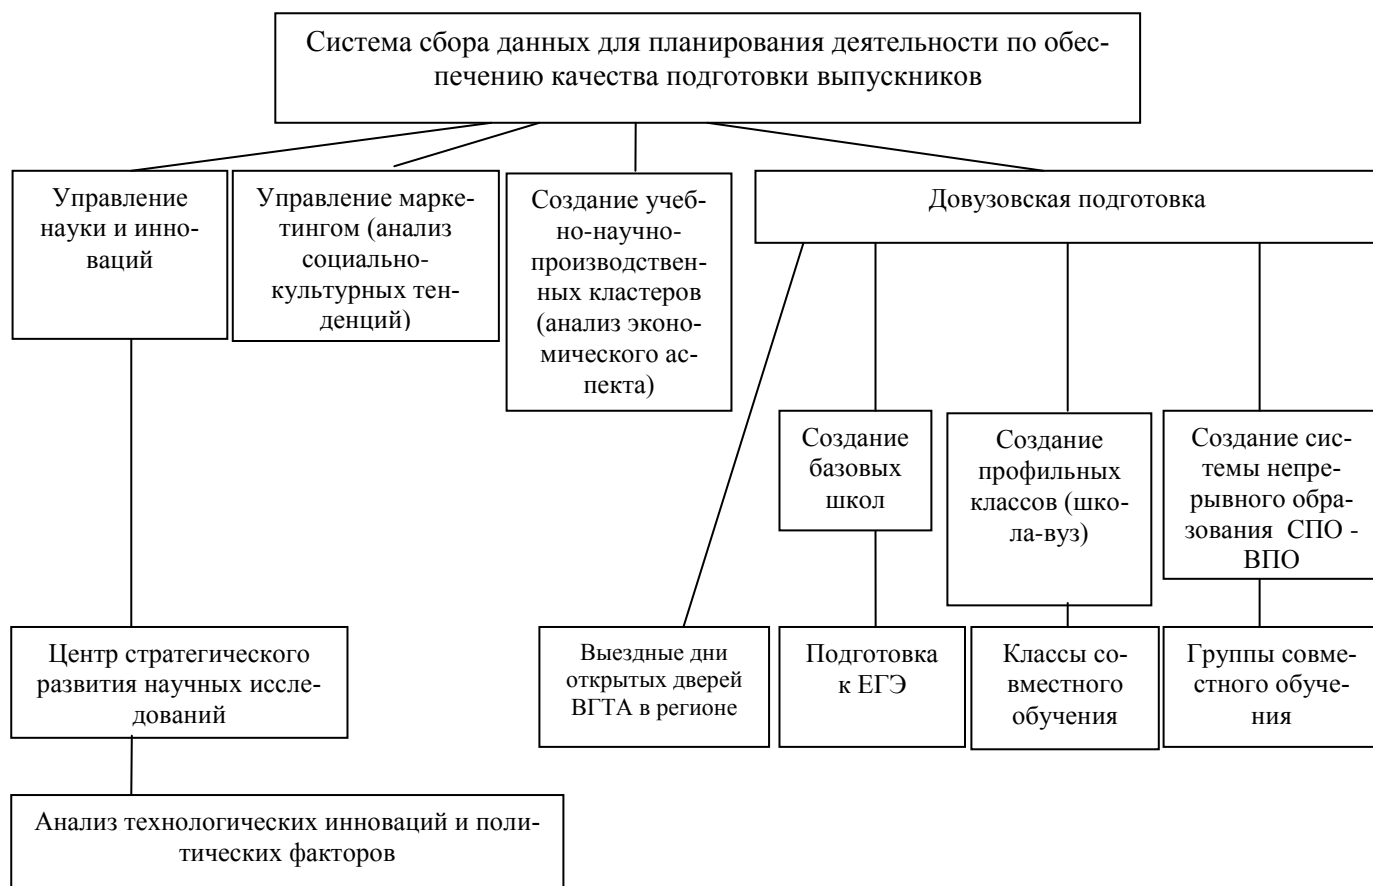 Система сбора данных для планирования деятельности по обес-
печению качества подготовки выпускников
Управление
науки и инно-
ваций
Управление марке-
тингом (анализ
социально-
культурных тен-
денций)
Создание учеб-
но-научно-
производствен-
ных кластеров
(анализ эконо-
мического ас-
пекта)
Довузовская подготовка
Создание
базовых
школ
Создание
профильных
классов (шко-
ла-вуз)
Создание сис-
темы непре-
рывного обра-
зования СПО -
ВПО
Центр стратегического
развития научных иссле-
дований
Выездные дни
открытых дверей
ВГТА в регионе
Подготовка
к ЕГЭ
Классы со-
вместного
обучения
Группы совме-
стного обуче-
ния
Анализ технологических инноваций и поли-
тических факторов